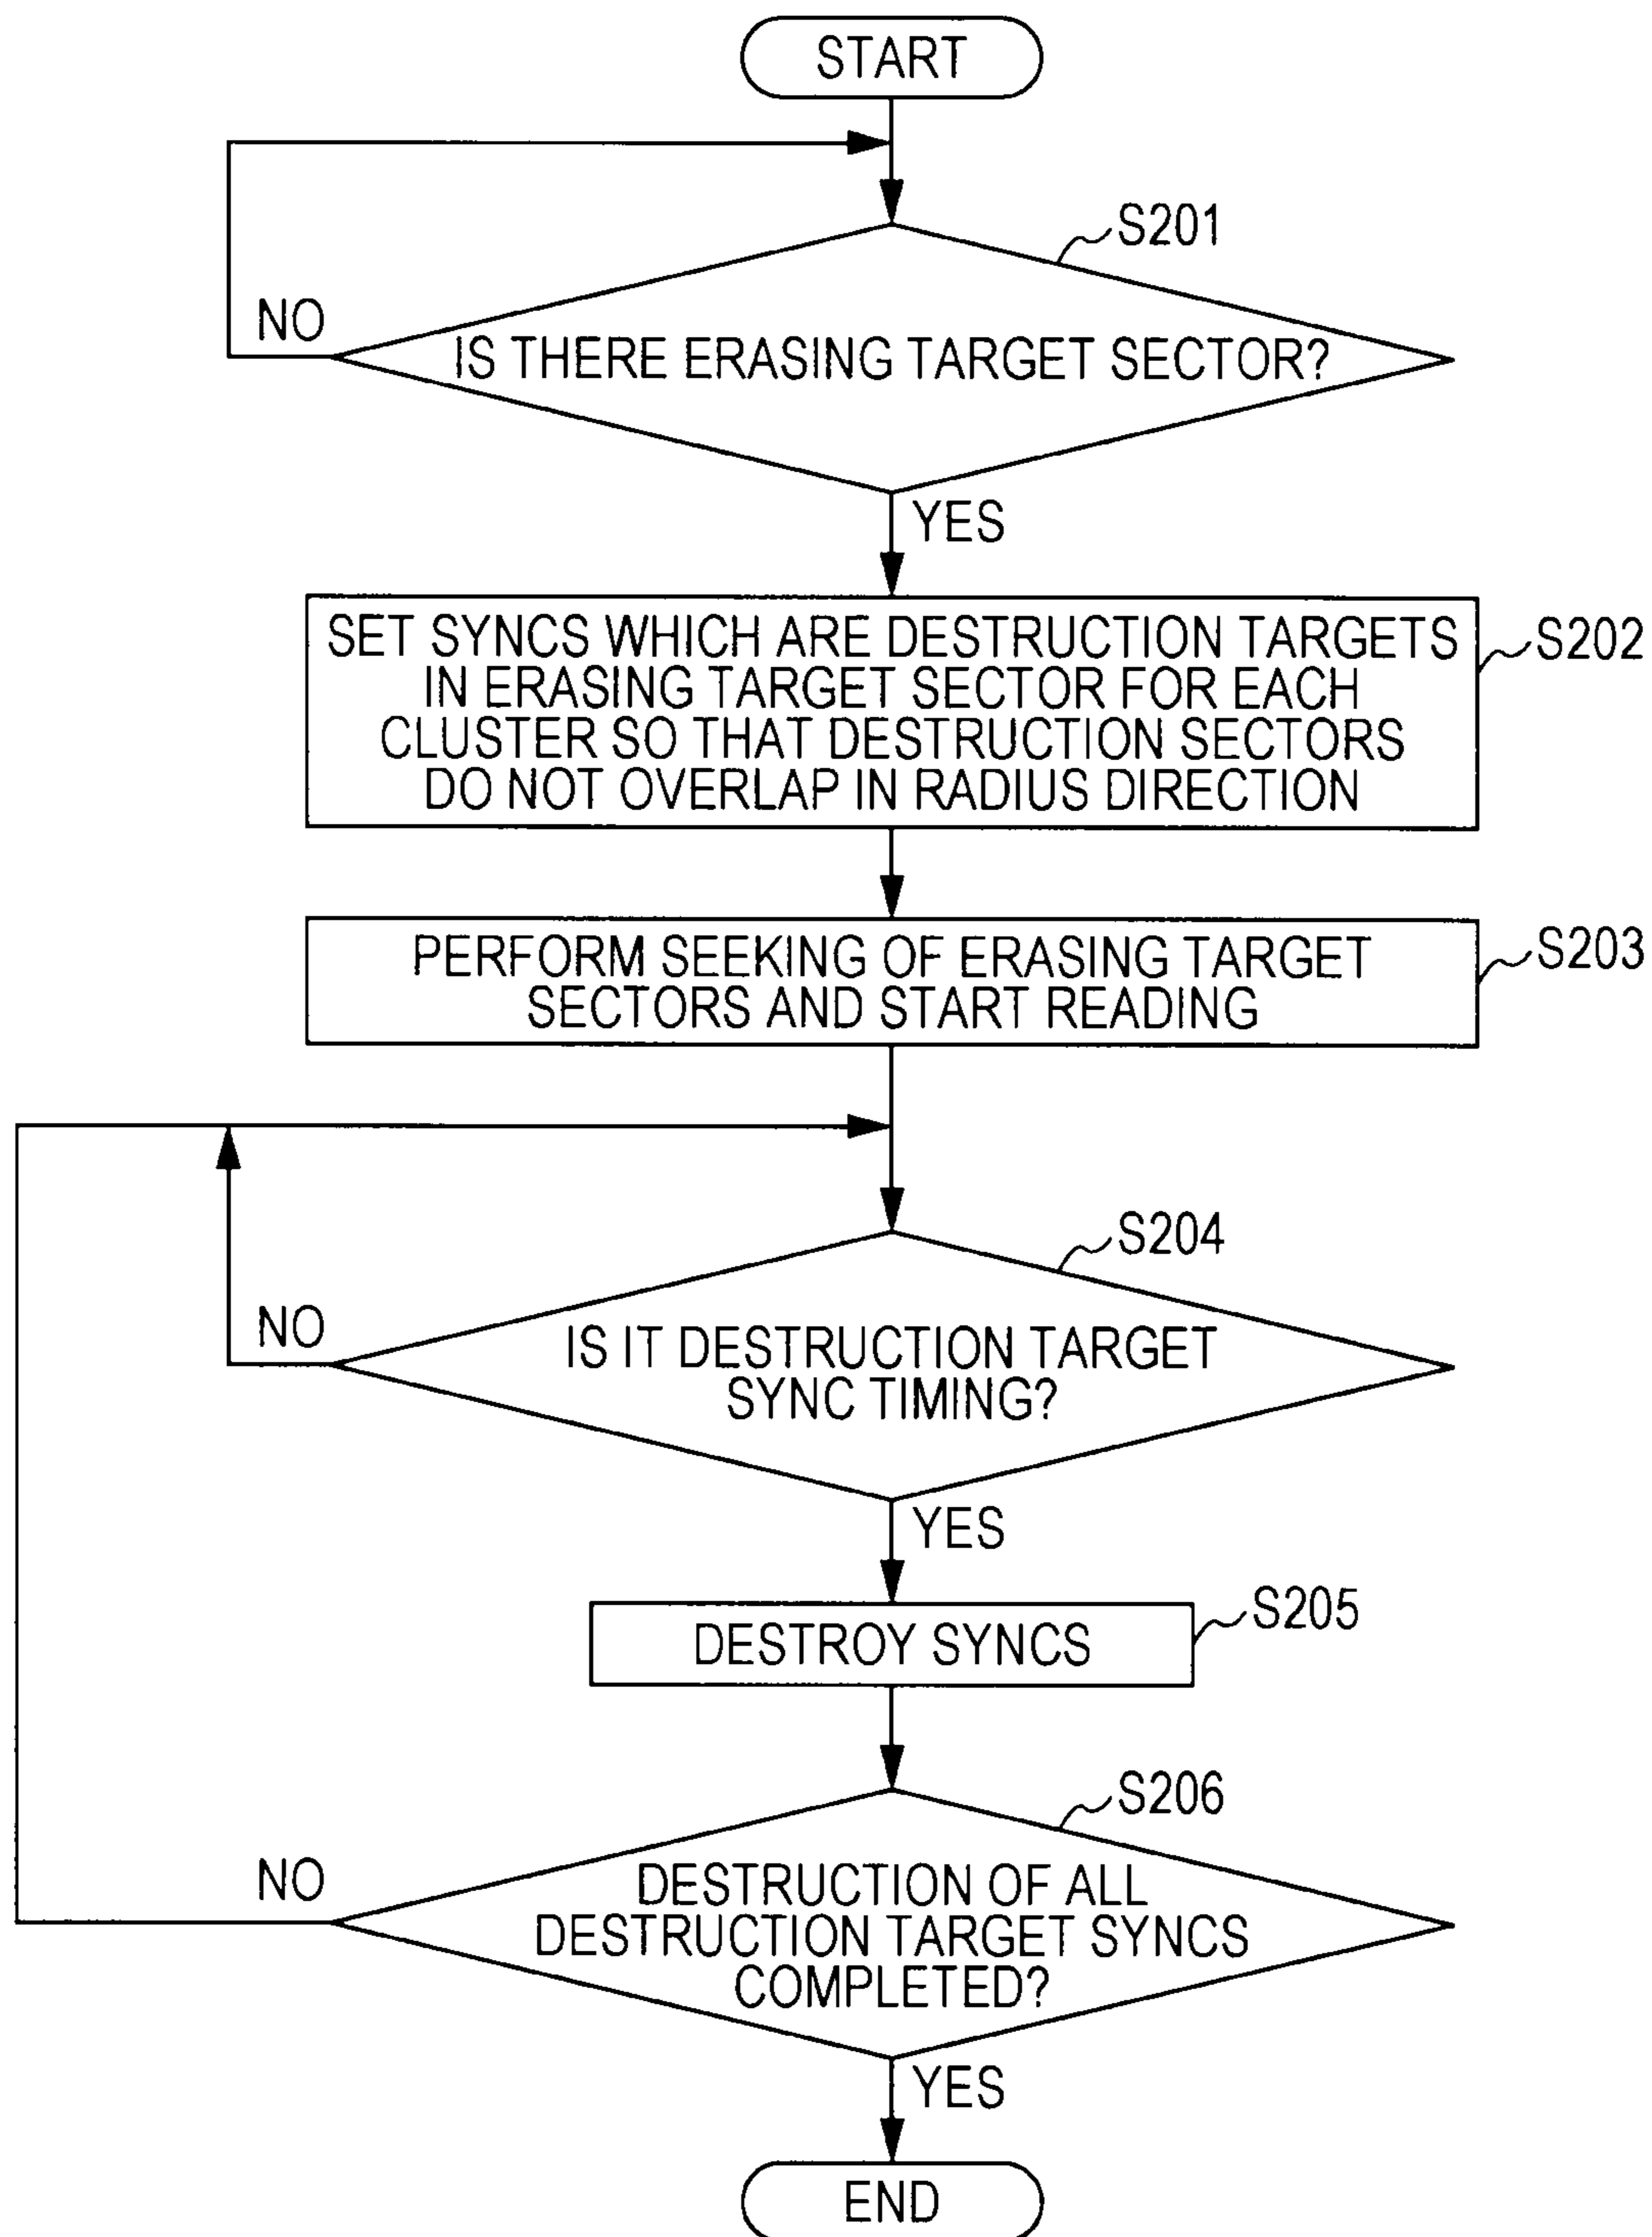 START
S201
NO
IS THERE ERASING TARGET SECTOR?
YES
SET SYNCS WHICH ARE DESTRUCTION TARGETS
IN ERASING TARGET SECTOR FOR EACH
CLUSTER SO THAT DESTRUCTION SECTORS
DO NOT OVERLAP IN RADIUS DIRECTION
S202
PERFORM SEEKING OF ERASING TARGET
SECTORS AND START READING
S203
S204
NO
IS IT DESTRUCTION TARGET
SYNC TIMING?
YES
DESTROY SYNCS
S205
S206
NO
DESTRUCTION OF ALL
DESTRUCTION TARGET SYNCS
COMPLETED?
YES
END